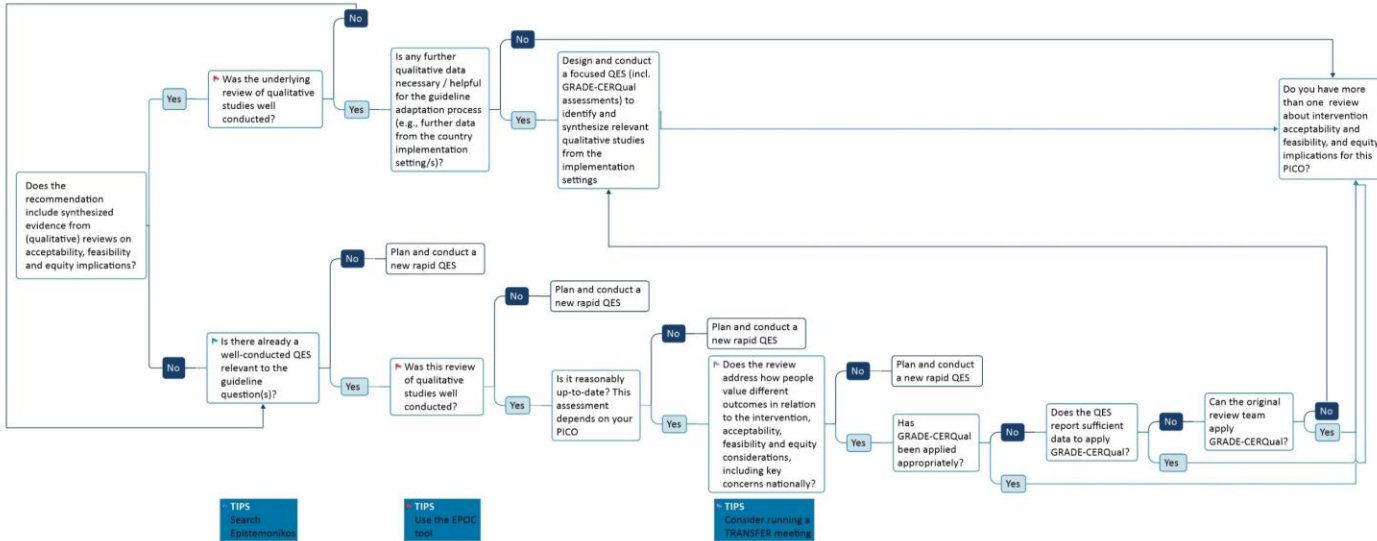 No
No
Is any further
qualitative data
necessary / helpful
for the guideline
adaptation process
(e.g., further data
from the country
implementation
setting/s)?
Design and conduct
a focused QES (incl.
GRADE-CERQual
assessments) to
identify and
synthesize relevant
qualitative studies
from the
implementation
settings
Was the underlying
review of qualitative
studies well
conducted?
Yes
Yes
Yes
Do you have more
than one review
about intervention
acceptability and
feasibility, and equity
implications for this
PICO?
Does the
recommendation
include synthesized
evidence from
(qualitative) reviews on
acceptability, feasibility
and equity implications?
No
Plan and conduct a
new rapid QES
No
Plan and conduct a
new rapid QES
No
Plan and conduct a
new rapid QES
No
Is there already a
well-conducted QES
relevant to the
guideline
question(s)?
Yes
Was this review
of qualitative
studies well
conducted?
Yes
Is it reasonably
up-to-date? This
assessment
depends on your
PICO
Yes
Does the review
address how people
value different
outcomes in relation
to the intervention,
acceptability,
feasibility and equity
considerations,
including key
concerns nationally?
No
Plan and conduct
a new rapid QES
Yes
Has
GRADE-CERQual
been applied
appropriately?
No
Yes
Does the QES
report sufficient
data to apply
GRADE-CERQual?
No
Yes
Can the original
review team
apply
GRADE-CERQual?
No
Yes
TIPS
Search
Epistemonikos
TIPS
Use the EPOC
tool
TIPS
Consider running a
TRANSFER meeting